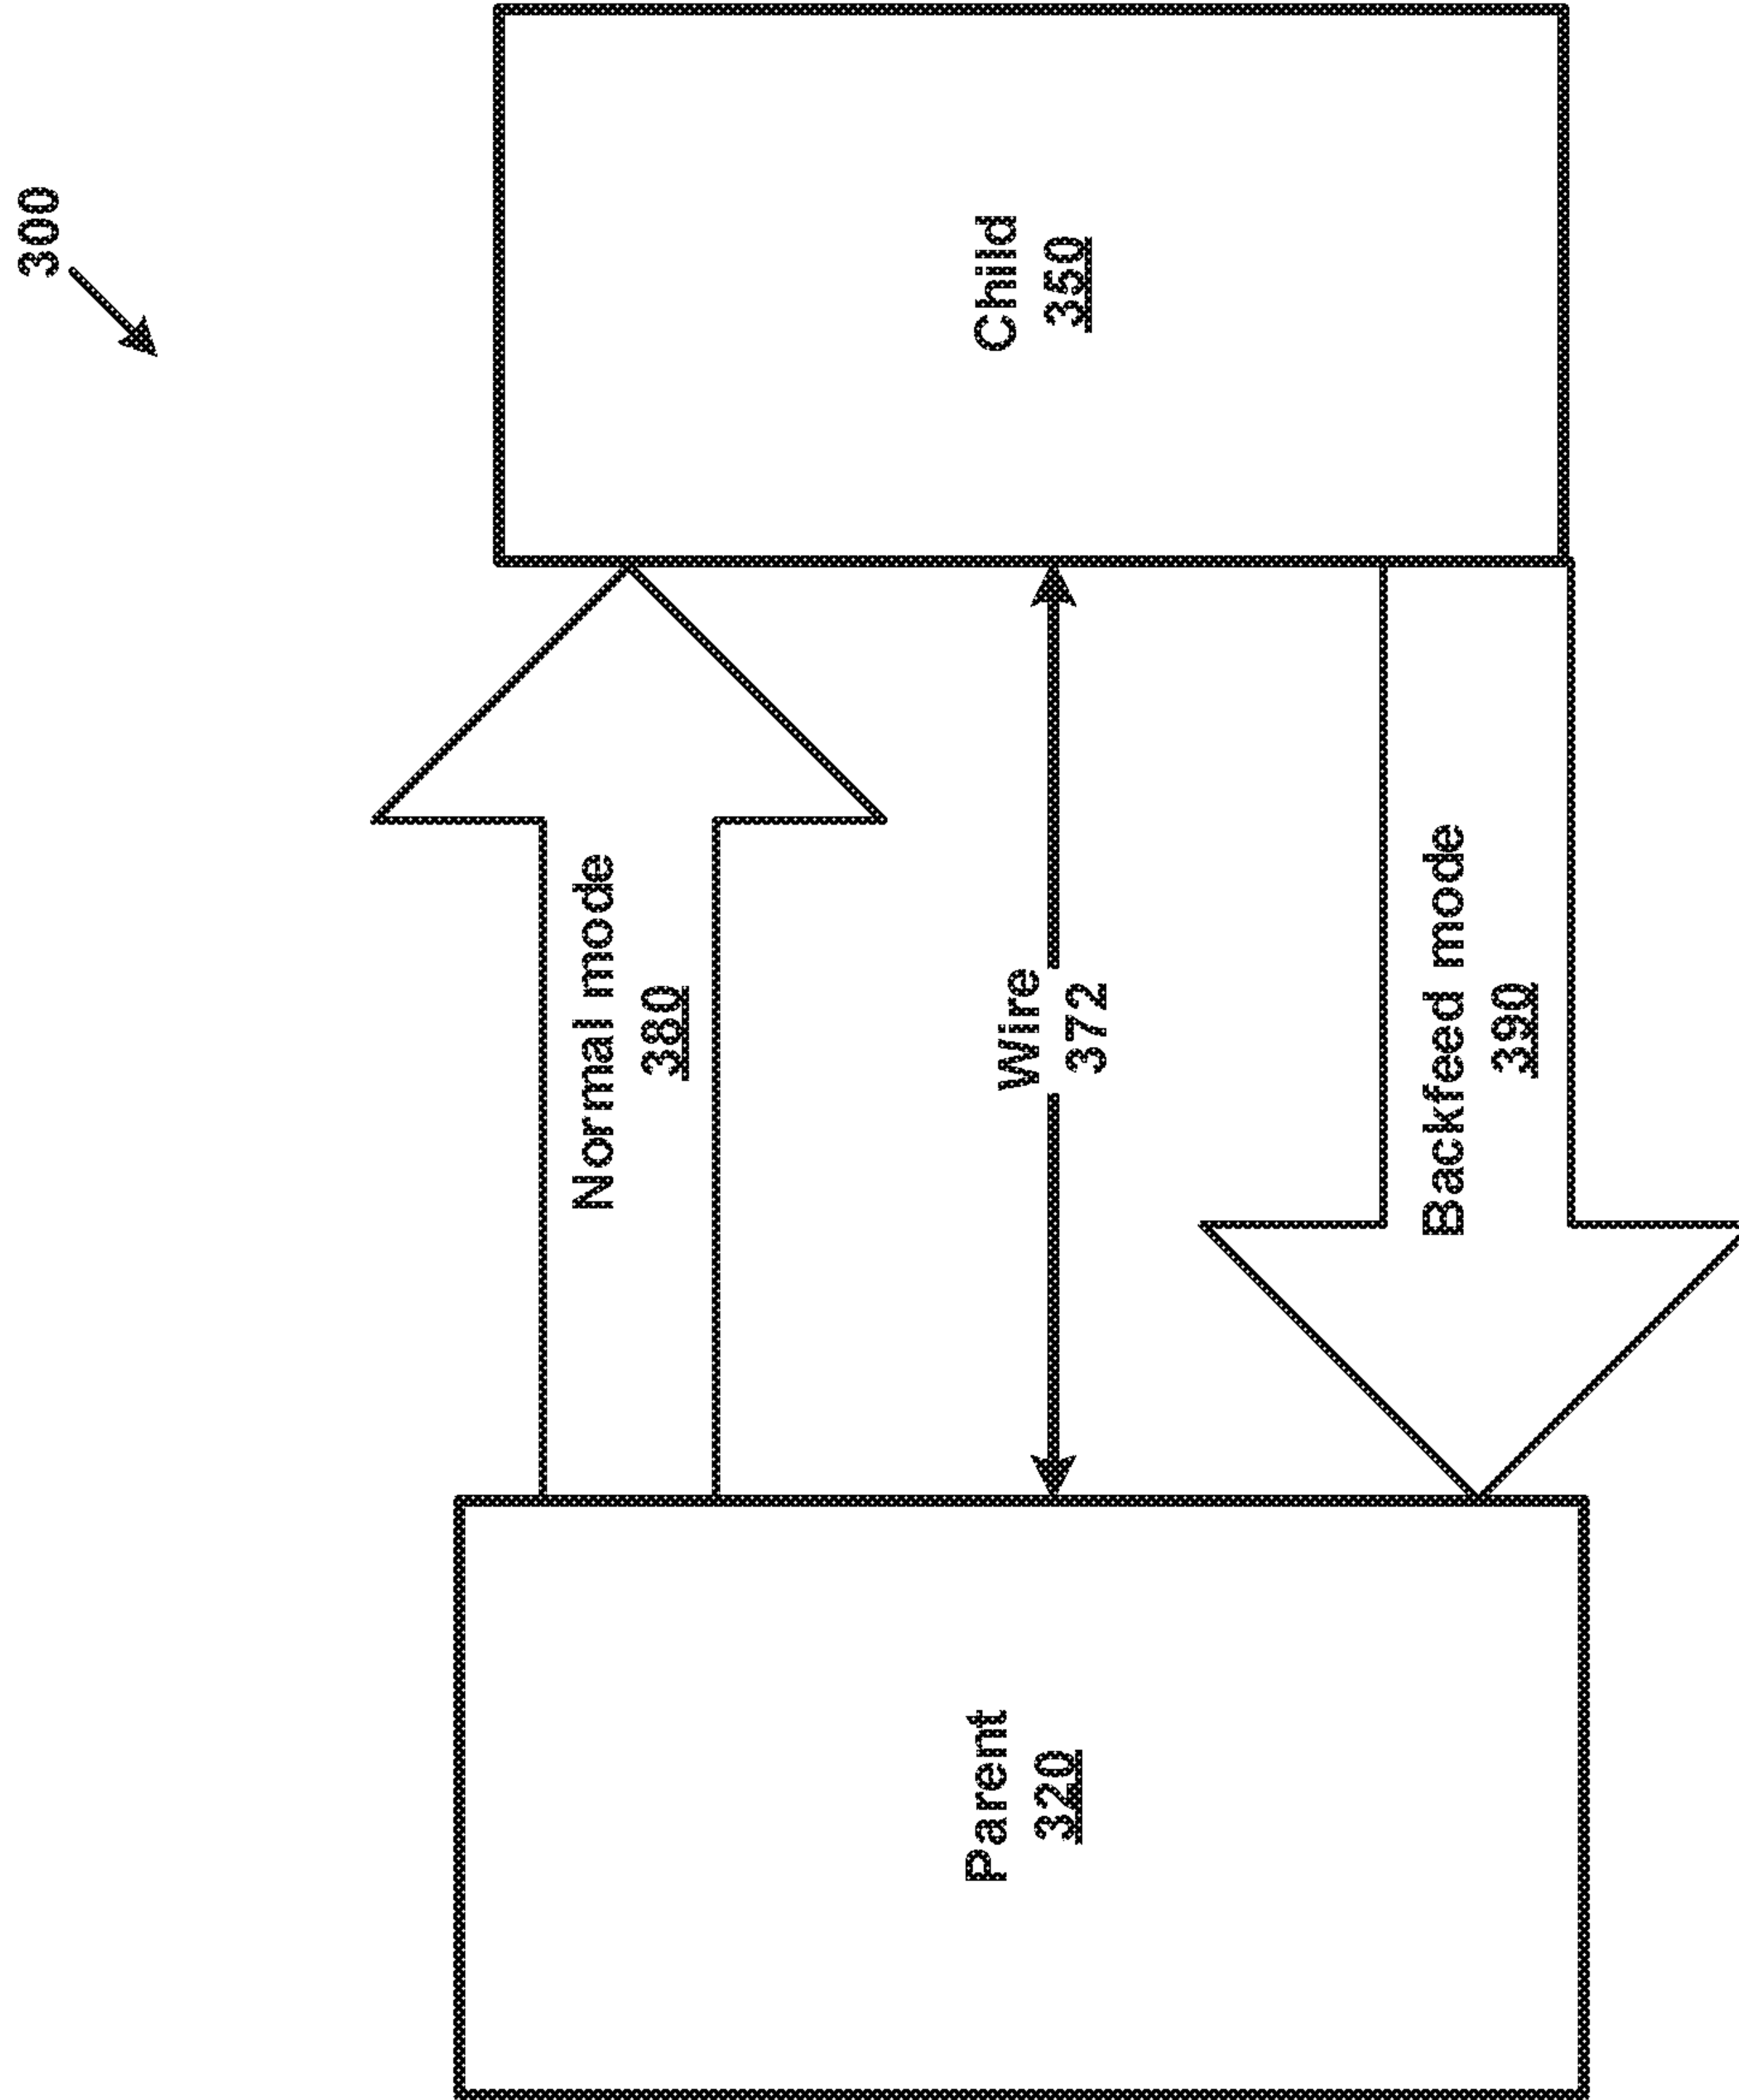 300
Normal mode
380
Parent
320
Wire
372
Child
350
Backfeed mode
390